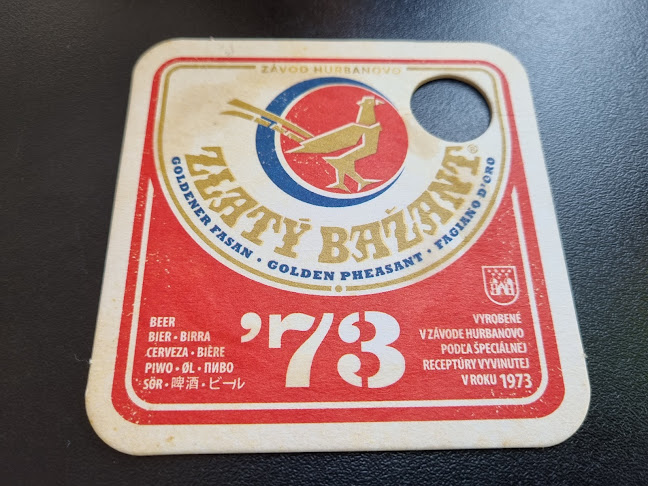 ZÁVOD HURBANOVO
ZLATÝ BAŽANT®
GOLDENER FASAN • GOLDEN PHEASANT • FAGIANO D'ORO
'73
BEER
BIER • BIRRA
CERVEZA • BIÈRE
PIWO • ØL • ПИВО
SÖR • 啤酒 • ビール
VYROBENÉ
V ZÁVODE HURBANOVO
PODĽA ŠPECIÁLNEJ
RECEPTÚRY VYVINUTEJ
V ROKU 1973